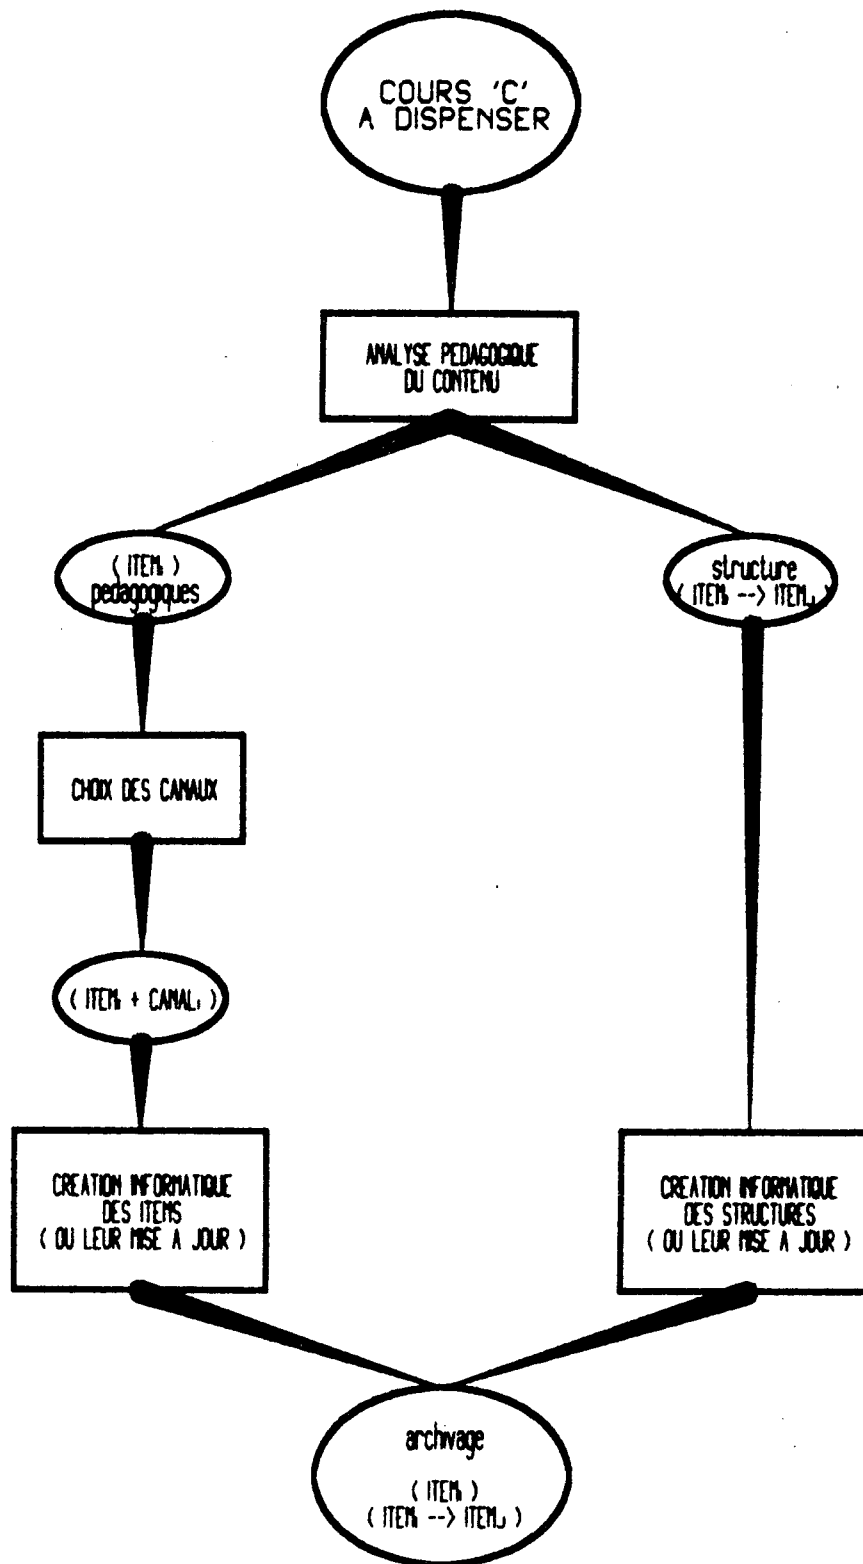 COURS 'C'
A DISPENSER
ANALYSE PEDAGOGIQUE
DU CONTENU
( ITEMi )
pedagogiques
structure
( ITEMi --> ITEMj )
CHOIX DES CANAUX
( ITEMi + CANALi )
CREATION INFORMATIQUE
DES ITEMS
( OU LEUR MISE A JOUR )
CREATION INFORMATIQUE
DES STRUCTURES
( OU LEUR MISE A JOUR )
archivage
( ITEMi )
( ITEMi --> ITEMj )